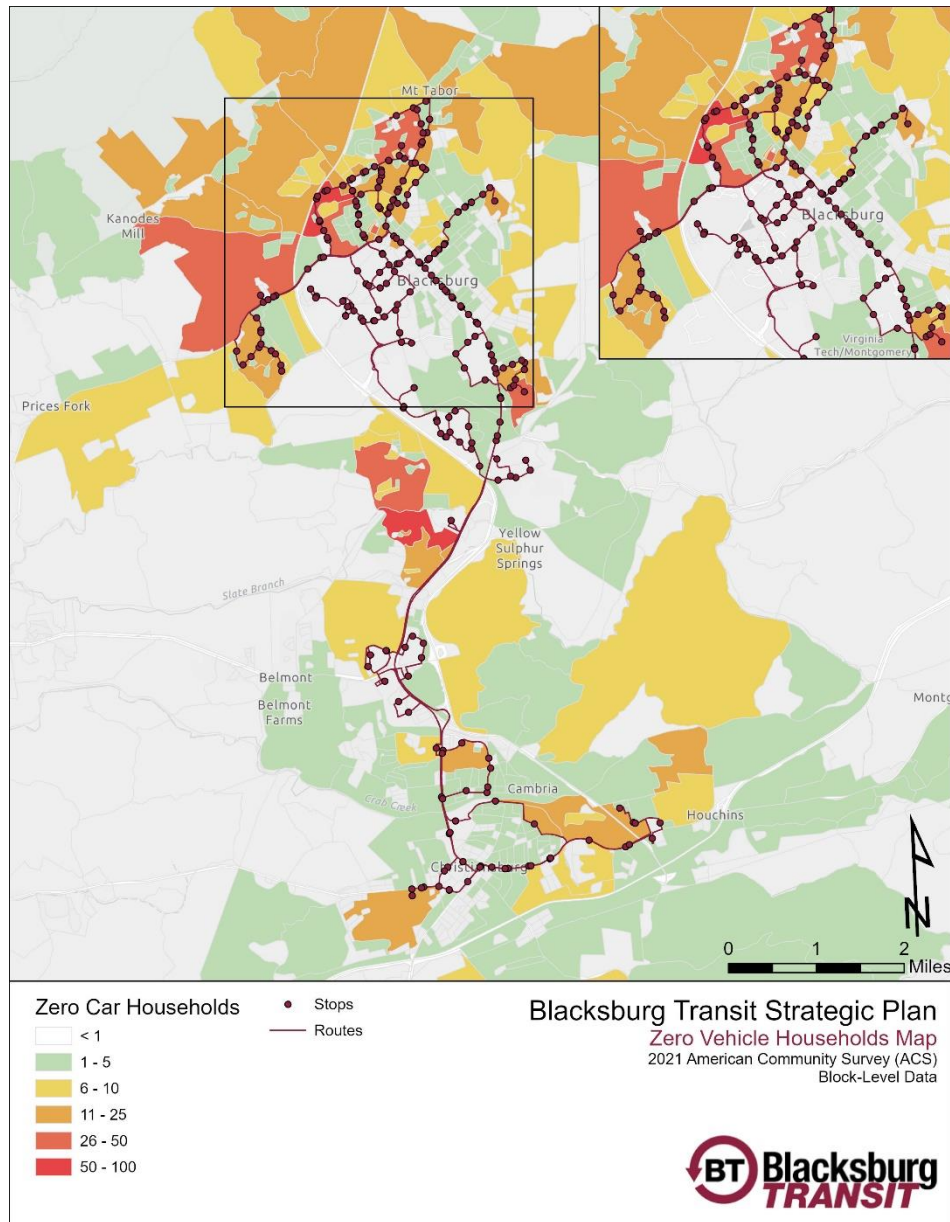 Mt Tabor
Kanodes
Mill
Blacksburg
Prices Fork
Blacksburg
Virginia
Tech/Montgomery
Yellow
Sulphur
Springs
Slate Branch
Belmont
Belmont
Farms
Montg
Crab Creek
Cambria
Houchins
Christiansburg
N
0 1 2
Miles
Zero Car Households
< 1
1 - 5
6 - 10
11 - 25
26 - 50
50 - 100
Stops
Routes
Blacksburg Transit Strategic Plan
Zero Vehicle Households Map
2021 American Community Survey (ACS)
Block-Level Data
BT Blacksburg
TRANSIT